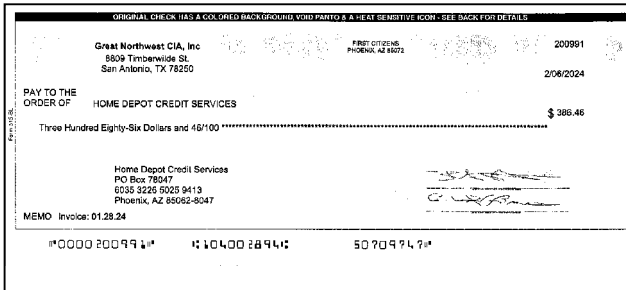 ORIGINAL CHECK HAS A COLORED BACKGROUND, VOID PANTO & A HEAT SENSITIVE ICON - SEE BACK FOR DETAILS
Great Northwest CIA, Inc
8809 Timberwilde St.
San Antonio, TX 78250
FIRST CITIZENS
PHOENIX, AZ 85072
200991
2/06/2024
PAY TO THE
ORDER OF HOME DEPOT CREDIT SERVICES
$ 386.46
Three Hundred Eighty-Six Dollars and 46/100 ****************************************************************************
Home Depot Credit Services
PO Box 78047
6035 3226 5025 9413
Phoenix, AZ 85062-8047
MEMO Invoice: 01.28.24
⑈0000200991⑈ ⑆104002894⑆ 50709747⑈